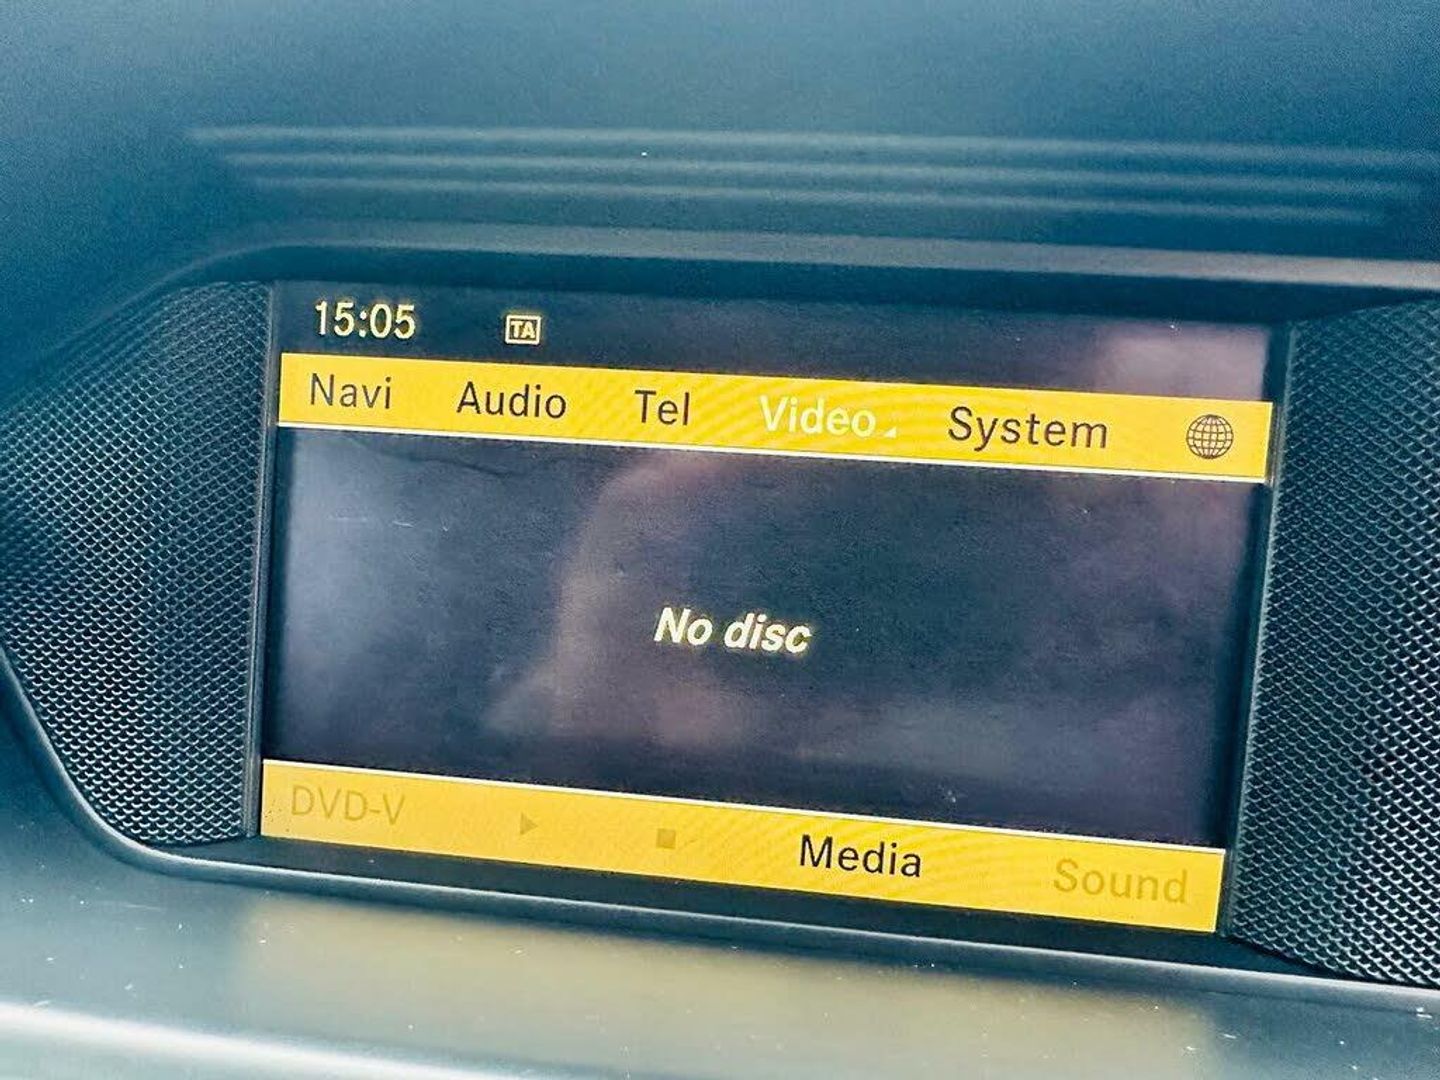 15:05 TA
Navi Audio Tel Video System
No disc
DVD-V Media Sound